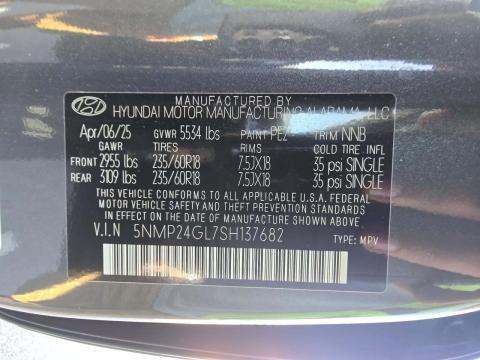 MANUFACTURED BY
HYUNDAI MOTOR MANUFACTURING ALABAMA, LLC
Apr/06/25 GVWR 5534 lbs PAINT PE2 TRIM NNB
GAWR TIRES RIMS COLD TIRE INFL
FRONT 2955 lbs 235/60R18 7.5JX18 35 psi SINGLE
REAR 3109 lbs 235/60R18 7.5JX18 35 psi SINGLE
THIS VEHICLE CONFORMS TO ALL APPLICABLE U.S.A. FEDERAL
MOTOR VEHICLE SAFETY, BUMPER, AND THEFT PREVENTION STANDARDS
IN EFFECT ON THE DATE OF MANUFACTURE SHOWN ABOVE.
V.I.N 5NMP24GL7SH137682 TYPE: MPV